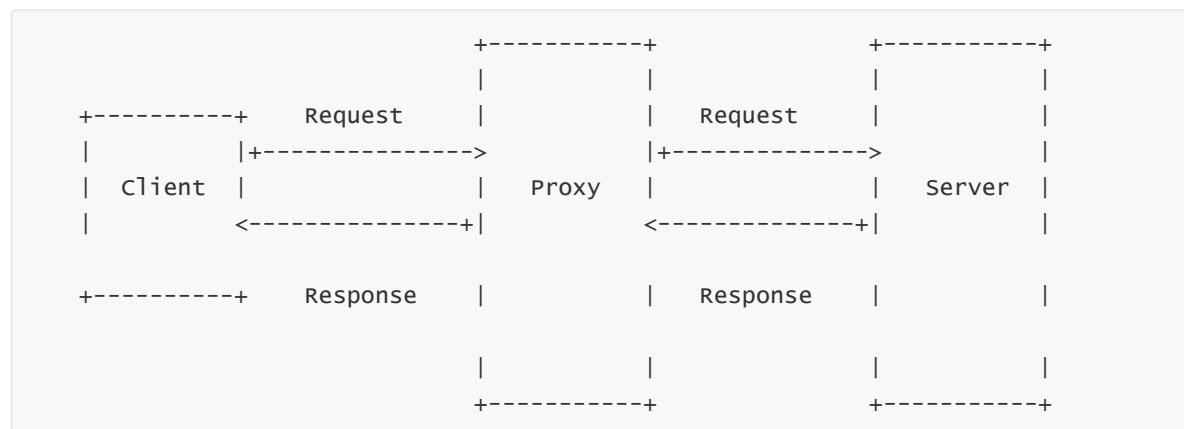 +-----------+ +-----------+
| | | |
+----------+ Request | | Request | |
| |+---------------> |+--------------> |
| Client | | Proxy | | Server |
| <---------------+| <--------------+| |
+----------+ Response | | Response | |
| | | |
+-----------+ +-----------+